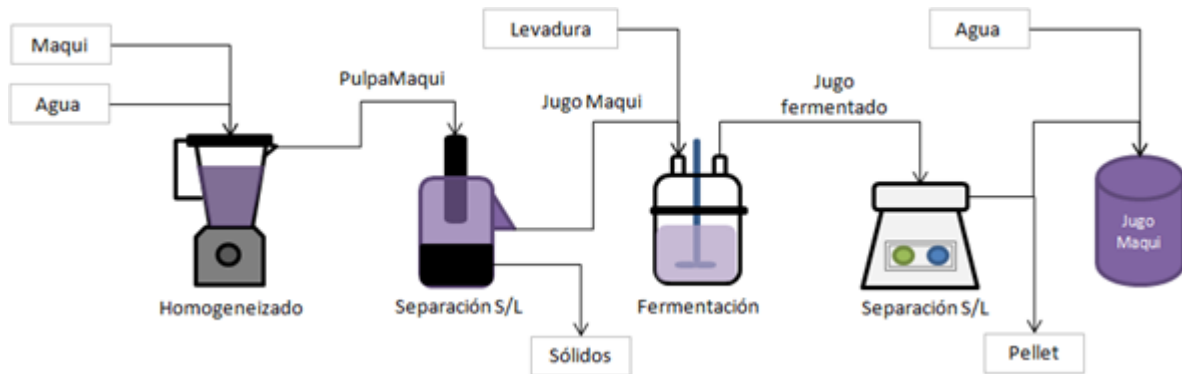 Maqui
Agua
PulpaMaqui
Homogeneizado
Separación S/L
Sólidos
Levadura
Jugo Maqui
Fermentación
Jugo
fermentado
Separación S/L
Pellet
Agua
Jugo
Maqui